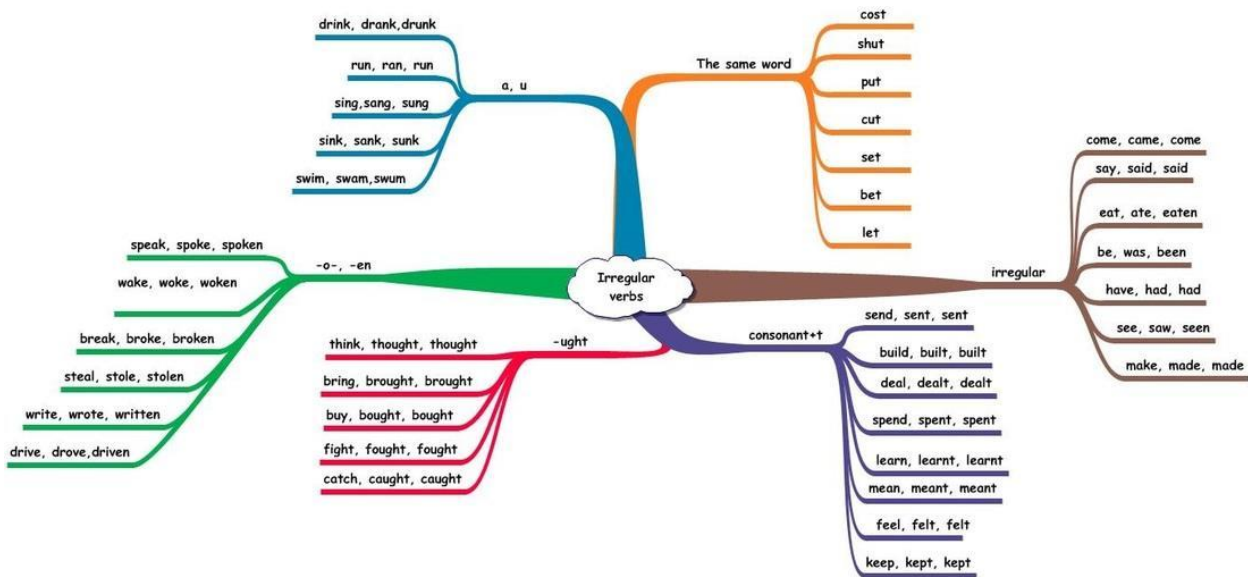 Irregular
verbs
a, u
drink, drank,drunk
run, ran, run
sing,sang, sung
sink, sank, sunk
swim, swam,swum
The same word
cost
shut
put
cut
set
bet
let
irregular
come, came, come
say, said, said
eat, ate, eaten
be, was, been
have, had, had
see, saw, seen
make, made, made
consonant+t
send, sent, sent
build, built, built
deal, dealt, dealt
spend, spent, spent
learn, learnt, learnt
mean, meant, meant
feel, felt, felt
keep, kept, kept
-ught
think, thought, thought
bring, brought, brought
buy, bought, bought
fight, fought, fought
catch, caught, caught
-o-, -en
speak, spoke, spoken
wake, woke, woken
break, broke, broken
steal, stole, stolen
write, wrote, written
drive, drove,driven